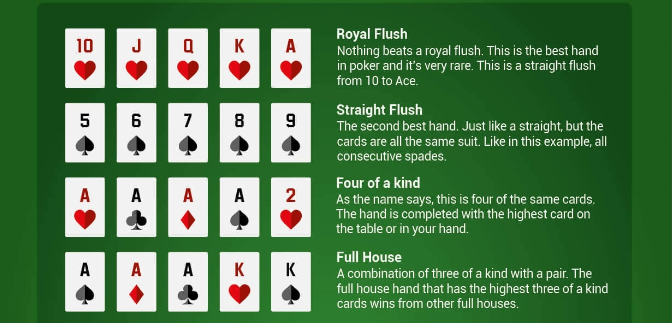 10 J Q K A
Royal Flush
Nothing beats a royal flush. This is the best hand
in poker and it's very rare. This is a straight flush
from 10 to Ace.
5 6 7 8 9
Straight Flush
The second best hand. Just like a straight, but the
cards are all the same suit. Like in this example, all
consecutive spades.
A A A A 2
Four of a kind
As the name says, this is four of the same cards.
The hand is completed with the highest card on
the table or in your hand.
A A A K K
Full House
A combination of three of a kind with a pair. The
full house hand that has the highest three of a kind
cards wins from other full houses.